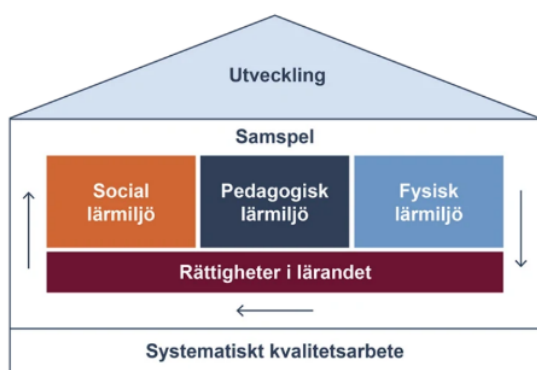 Utveckling
Samspel
Social
lärmiljö
Pedagogisk
lärmiljö
Fysisk
lärmiljö
Rättigheter i lärandet
Systematiskt kvalitetsarbete